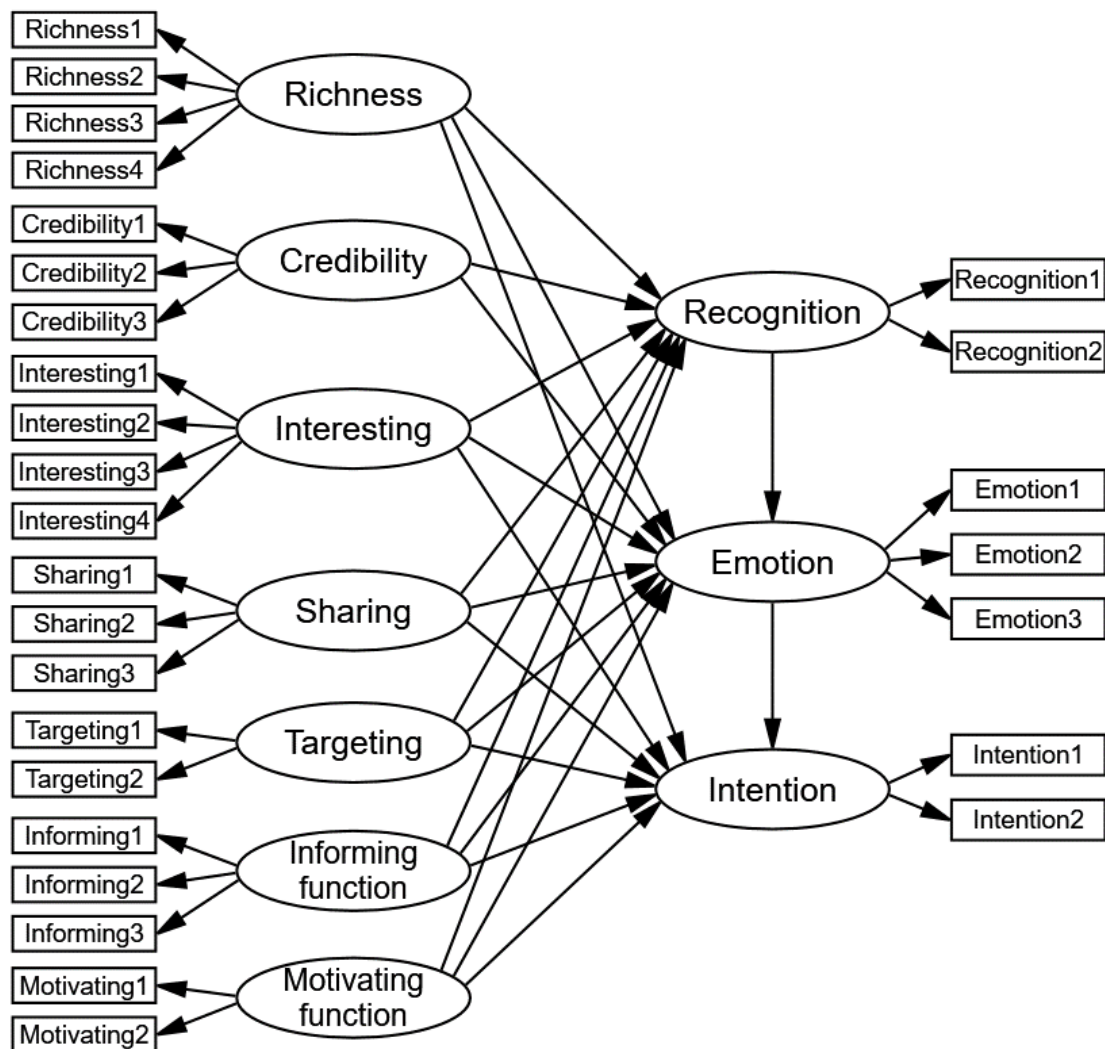 Richness1
Richness2
Richness3
Richness4
Richness
Credibility1
Credibility2
Credibility3
Credibility
Interesting1
Interesting2
Interesting3
Interesting4
Interesting
Sharing1
Sharing2
Sharing3
Sharing
Targeting1
Targeting2
Targeting
Informing1
Informing2
Informing3
Informing
function
Motivating1
Motivating2
Motivating
function
Recognition
Recognition1
Recognition2
Emotion
Emotion1
Emotion2
Emotion3
Intention
Intention1
Intention2